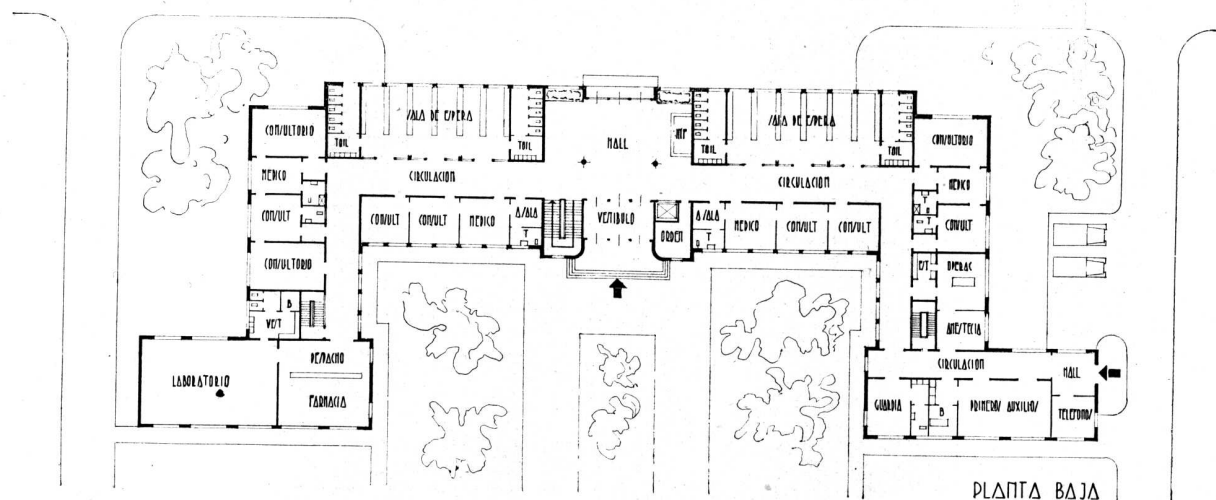 SALA DE ESPERA
SALA DE ESPERA
CONSULTORIO
TOIL
TOIL
HALL
TOIL
TOIL
CONSULTORIO
MEDICO
CIRCULACION
CIRCULACION
MEDICO
CONSULT
CONSULT
CONSULT
MEDICO
A/SALA
T
VESTIBULO
ORDEN
A/SALA
T
MEDICO
CONSULT
CONSULT
T
T
CONSULT
CONSULTORIO
EST
OPERAC
B
VEST
ANESTECIA
DESPACHO
LABORATORIO
FARMACIA
CIRCULACION
HALL
GUARDIA
B
PRIMEROS AUXILIOS
TELEFONOS
PLANTA BAJA